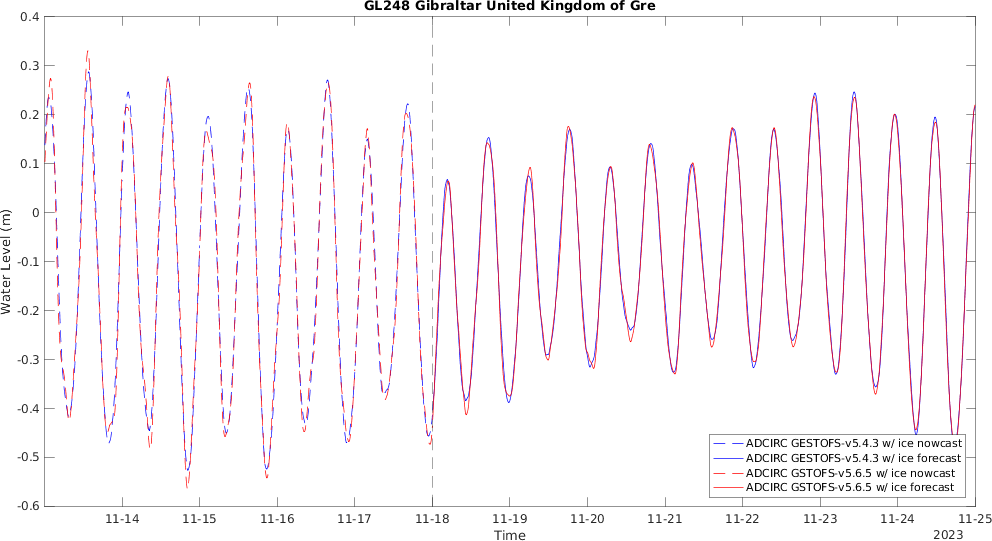 GL248 Gibraltar United Kingdom of Gre
0.4
0.3
0.2
0.1
0
-0.1
-0.2
-0.3
-0.4
-0.5
-0.6
Water Level (m)
ADCIRC GESTOFS-v5.4.3 w/ ice nowcast
ADCIRC GESTOFS-v5.4.3 w/ ice forecast
ADCIRC GSTOFS-v5.6.5 w/ ice nowcast
ADCIRC GSTOFS-v5.6.5 w/ ice forecast
11-14 11-15 11-16 11-17 11-18 11-19 11-20 11-21 11-22 11-23 11-24 11-25
Time
2023